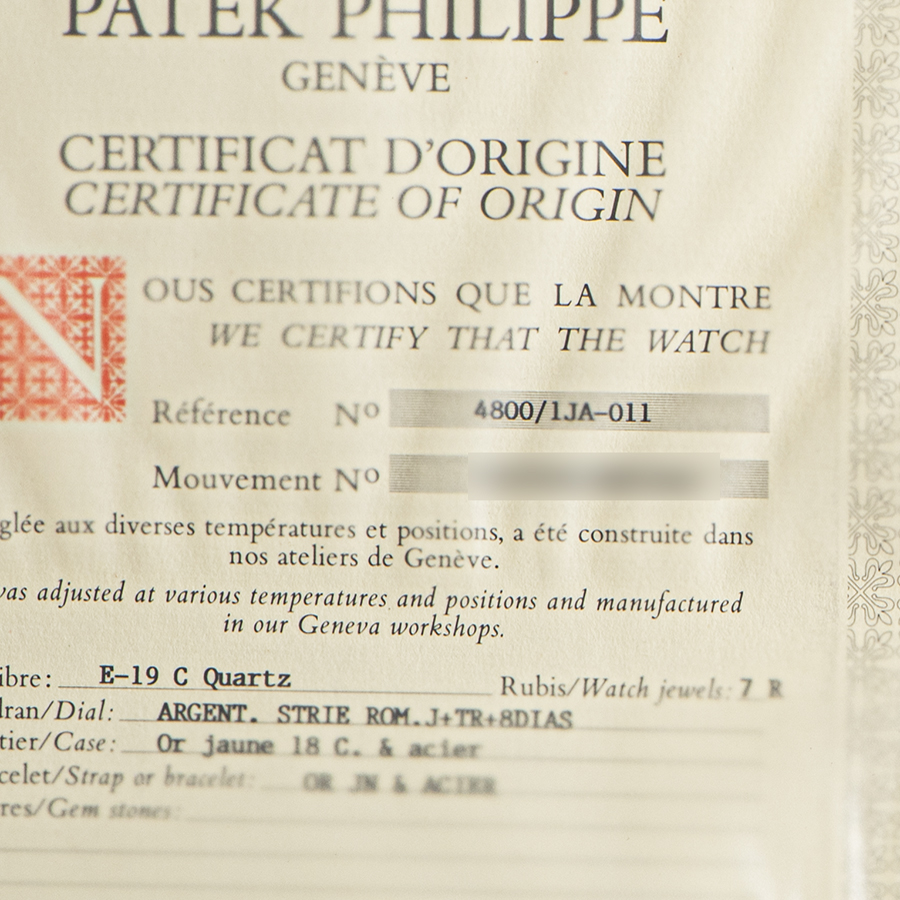 PATEK PHILIPPE
GENÈVE
CERTIFICAT D'ORIGINE
CERTIFICATE OF ORIGIN
NOUS CERTIFIONS QUE LA MONTRE
WE CERTIFY THAT THE WATCH
Référence Nº 4800/1JA-011
Mouvement Nº
glée aux diverses températures et positions, a été construite dans
nos ateliers de Genève.
was adjusted at various temperatures and positions and manufactured
in our Geneva workshops.
ibre: E-19 C Quartz Rubis/Watch jewels: 7 R
dran/Dial: ARGENT. STRIE ROM.J+TR+8DIAS
tier/Case: Or jaune 18 C. & acier
celet/Strap or bracelet: OR JN & ACIER
res/Gem stones: